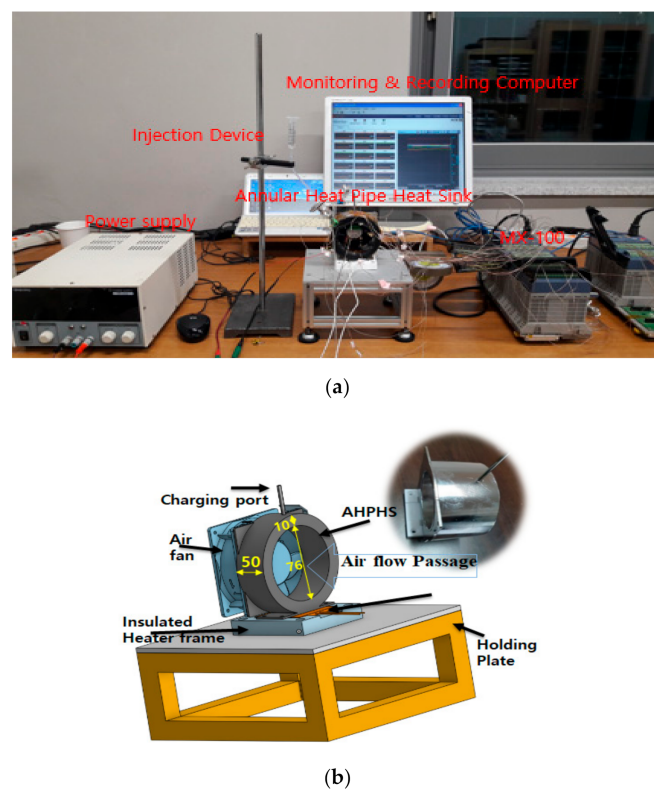 Monitoring & Recording Computer
Injection Device
Annular Heat Pipe Heat Sink
Power supply
MX-100
(a)
Charging port
AHPHS
10
Air
fan
50
76
Air flow Passage
Insulated
Heater frame
Holding
Plate
(b)